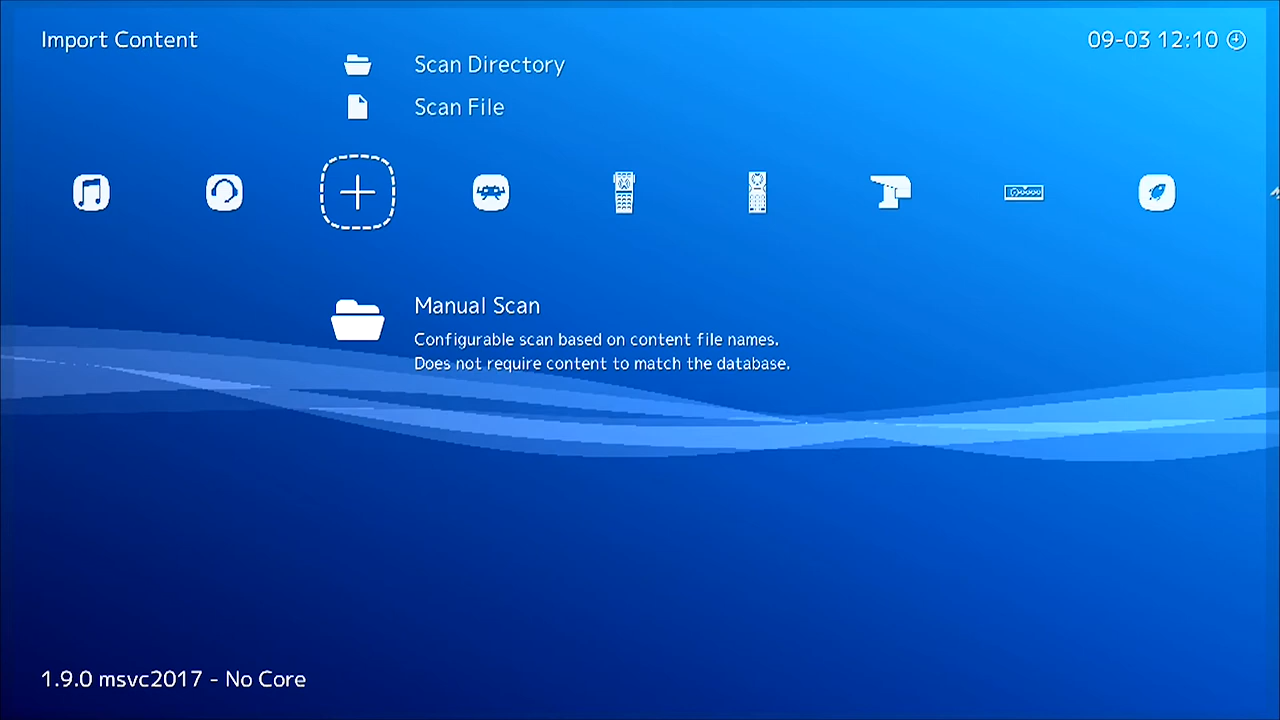 Import Content
09-03 12:10
Scan Directory
Scan File
Manual Scan
Configurable scan based on content file names.
Does not require content to match the database.
1.9.0 msvc2017 - No Core